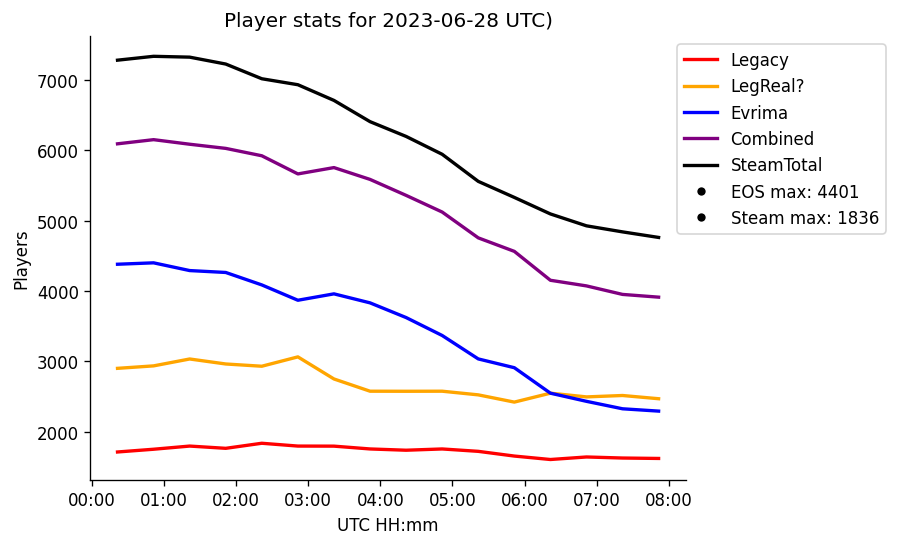 Player stats for 2023-06-28 UTC)
Legacy
LegReal?
Evrima
Combined
SteamTotal
EOS max: 4401
Steam max: 1836
Players
7000
6000
5000
4000
3000
2000
00:00 01:00 02:00 03:00 04:00 05:00 06:00 07:00 08:00
UTC HH:mm